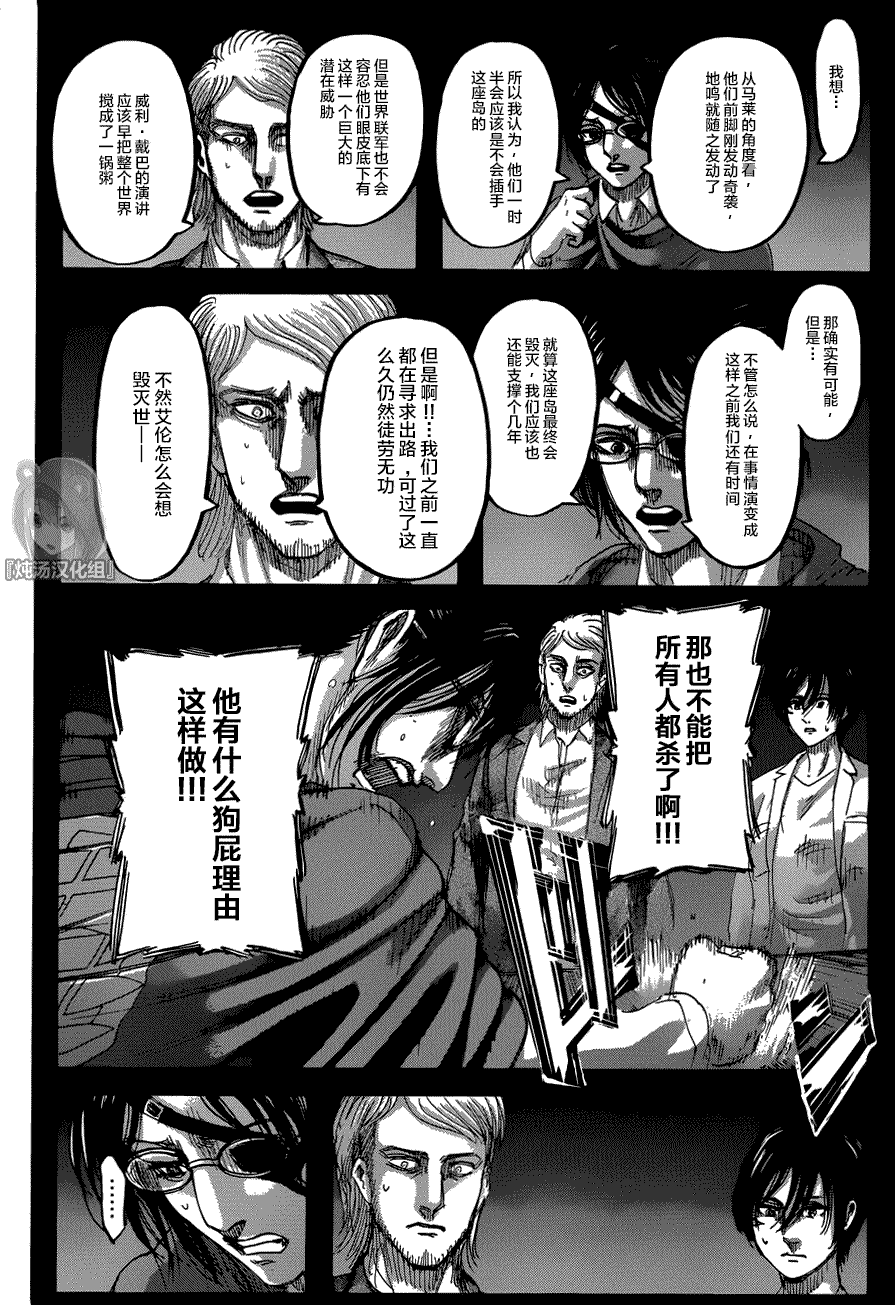 我想…
从马莱的角度看，
他们前脚刚发动奇袭，
地鸣就随之发动了
所以我认为，他们一时
半会应该是不会插手
这座岛的
但是世界联军也不会
容忍他们眼皮底下有
这样一个巨大的
潜在威胁
威利·戴巴的演讲
应该早把整个世界
搅成了一锅粥
那确实有可能，
但是…
不管怎么说，在事情演变成
这样之前我们还有时间
就算这座岛最终会
毁灭，我们应该也
还能支撑个几年
但是啊!!…我们之前一直
都在寻求出路，可过了这
么久仍然徒劳无功
不然艾伦怎么会想
毁灭世——
『炖汤汉化组』
那也不能把
所有人都杀了啊!!!
他有什么狗屁理由
这样做!!!
……